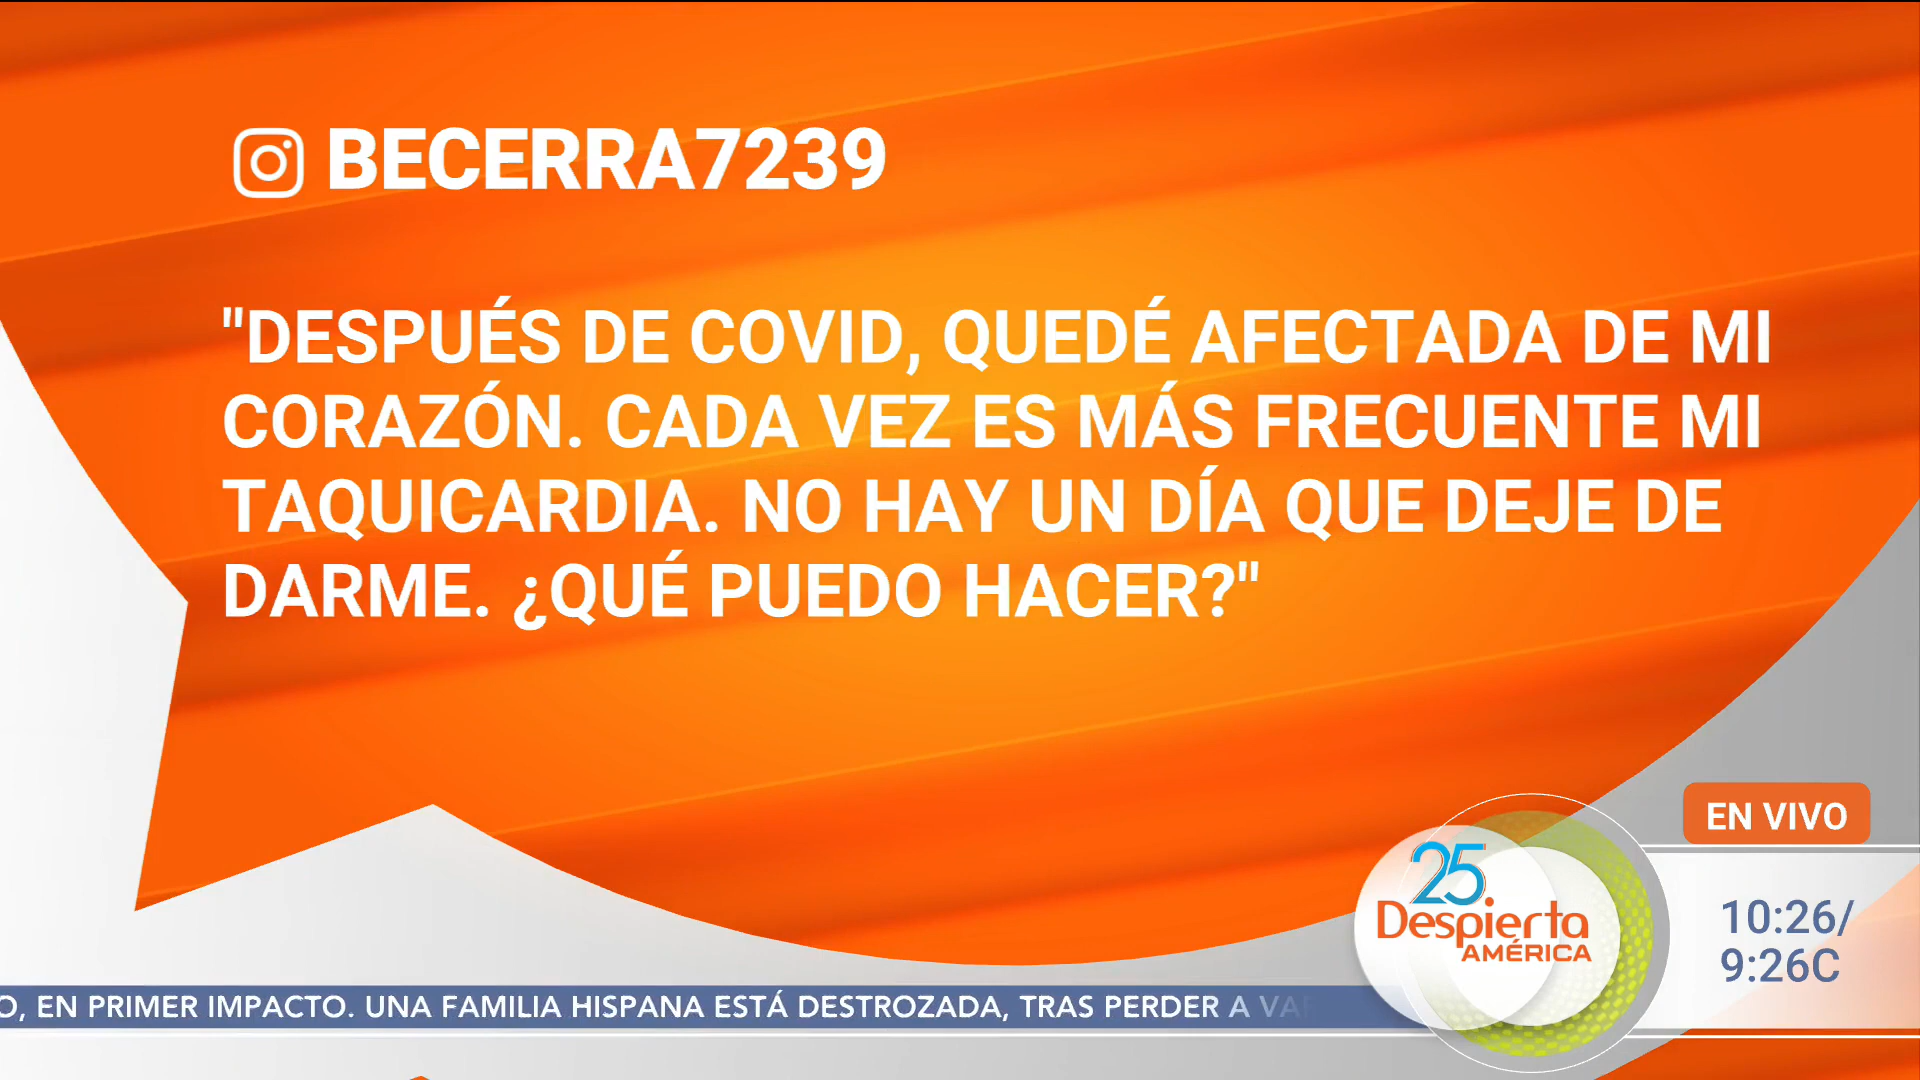 BECERRA7239
"DESPUÉS DE COVID, QUEDÉ AFECTADA DE MI
CORAZÓN. CADA VEZ ES MÁS FRECUENTE MI
TAQUICARDIA. NO HAY UN DÍA QUE DEJE DE
DARME. ¿QUÉ PUEDO HACER?"
EN VIVO
25
Despierta
AMÉRICA
10:26/
9:26C
O, EN PRIMER IMPACTO. UNA FAMILIA HISPANA ESTÁ DESTROZADA, TRAS PERDER A